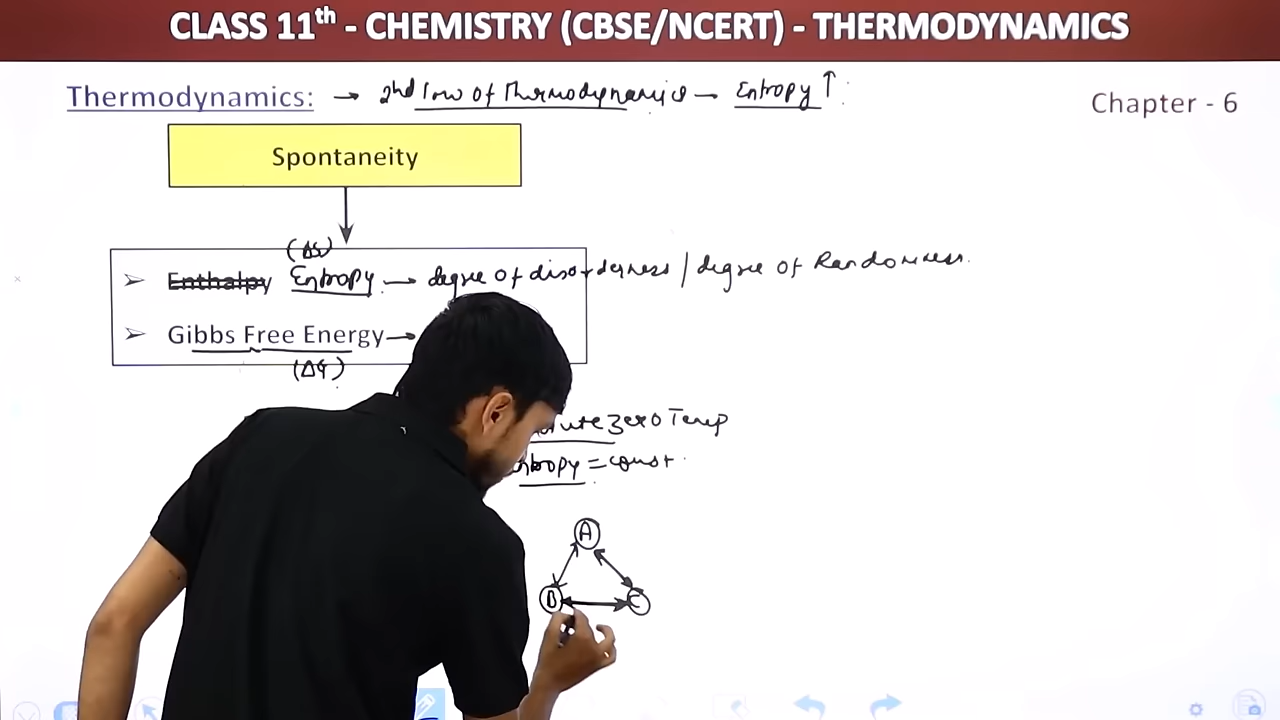 CLASS 11th - CHEMISTRY (CBSE/NCERT) - THERMODYNAMICS
Thermodynamics: → 2nd law of Thermodynamics — Entropy ↑
Chapter - 6
Spontaneity
(ΔS)
➢ Enthalpy Entropy → degree of disorderness / degree of Randomness.
➢ Gibbs Free Energy →
(ΔG)
zero Temp
= const
A
B C